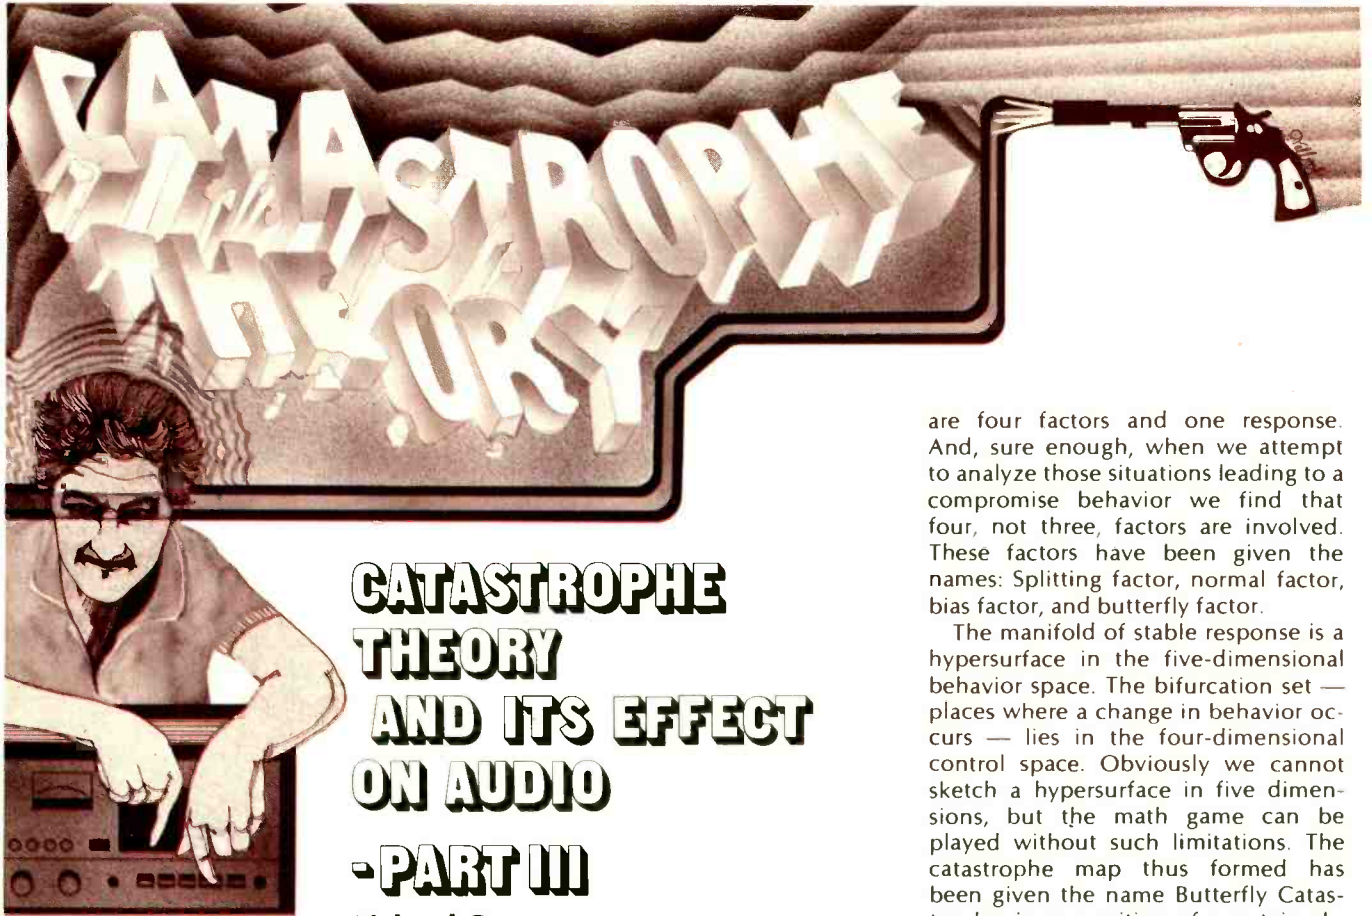 CATASTROPHE
THEORY
CATASTROPHE
THEORY
AND ITS EFFECT
ON AUDIO
-PART III
are four factors and one response.
And, sure enough, when we attempt
to analyze those situations leading to a
compromise behavior we find that
four, not three, factors are involved.
These factors have been given the
names: Splitting factor, normal factor,
bias factor, and butterfly factor.
The manifold of stable response is a
hypersurface in the five-dimensional
behavior space. The bifurcation set —
places where a change in behavior oc-
curs — lies in the four-dimensional
control space. Obviously we cannot
sketch a hypersurface in five dimen-
sions, but the math game can be
played without such limitations. The
catastrophe map thus formed has
been given the name Butterfly Catas-